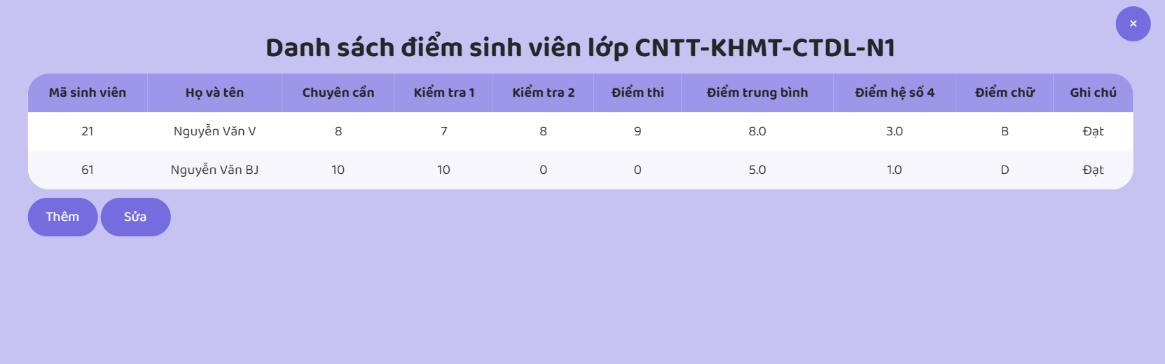 ×
Danh sách điểm sinh viên lớp CNTT-KHMT-CTDL-N1
Mã sinh viên Họ và tên Chuyên cần Kiểm tra 1 Kiểm tra 2 Điểm thi Điểm trung bình Điểm hệ số 4 Điểm chữ Ghi chú
21 Nguyễn Văn V 8 7 8 9 8.0 3.0 B Đạt
61 Nguyễn Văn BJ 10 10 0 0 5.0 1.0 D Đạt
Thêm Sửa